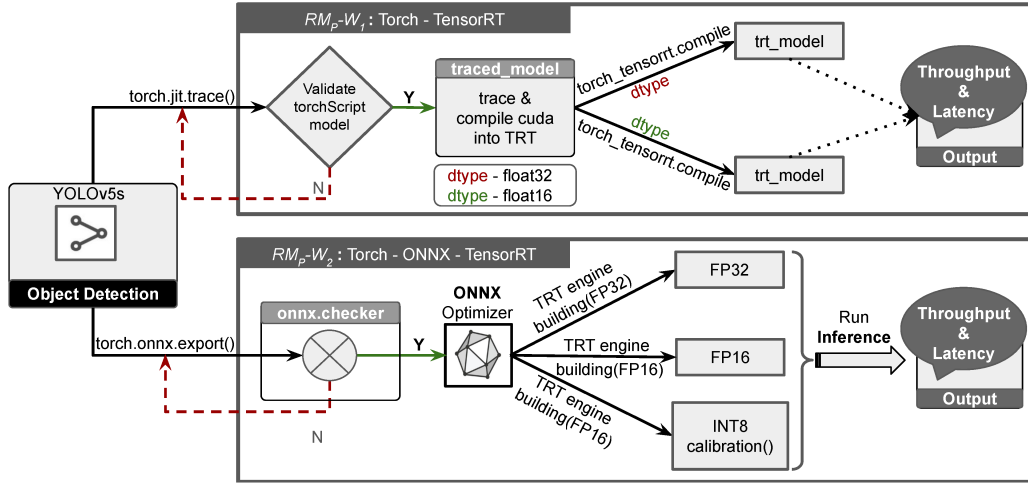 RMP-W1 : Torch - TensorRT
torch.jit.trace()
Validate
torchScript
model
Y
N
traced_model
trace &
compile cuda
into TRT
dtype - float32
dtype - float16
torch_tensorrt.compile
dtype
dtype
torch_tensorrt.compile
trt_model
trt_model
Throughput
&
Latency
Output
YOLOv5s
Object Detection
RMP-W2 : Torch - ONNX - TensorRT
torch.onnx.export()
onnx.checker
Y
N
ONNX
Optimizer
TRT engine
building(FP32)
TRT engine
building(FP16)
TRT engine
building(FP16)
FP32
FP16
INT8
calibration()
Run
Inference
Throughput
&
Latency
Output